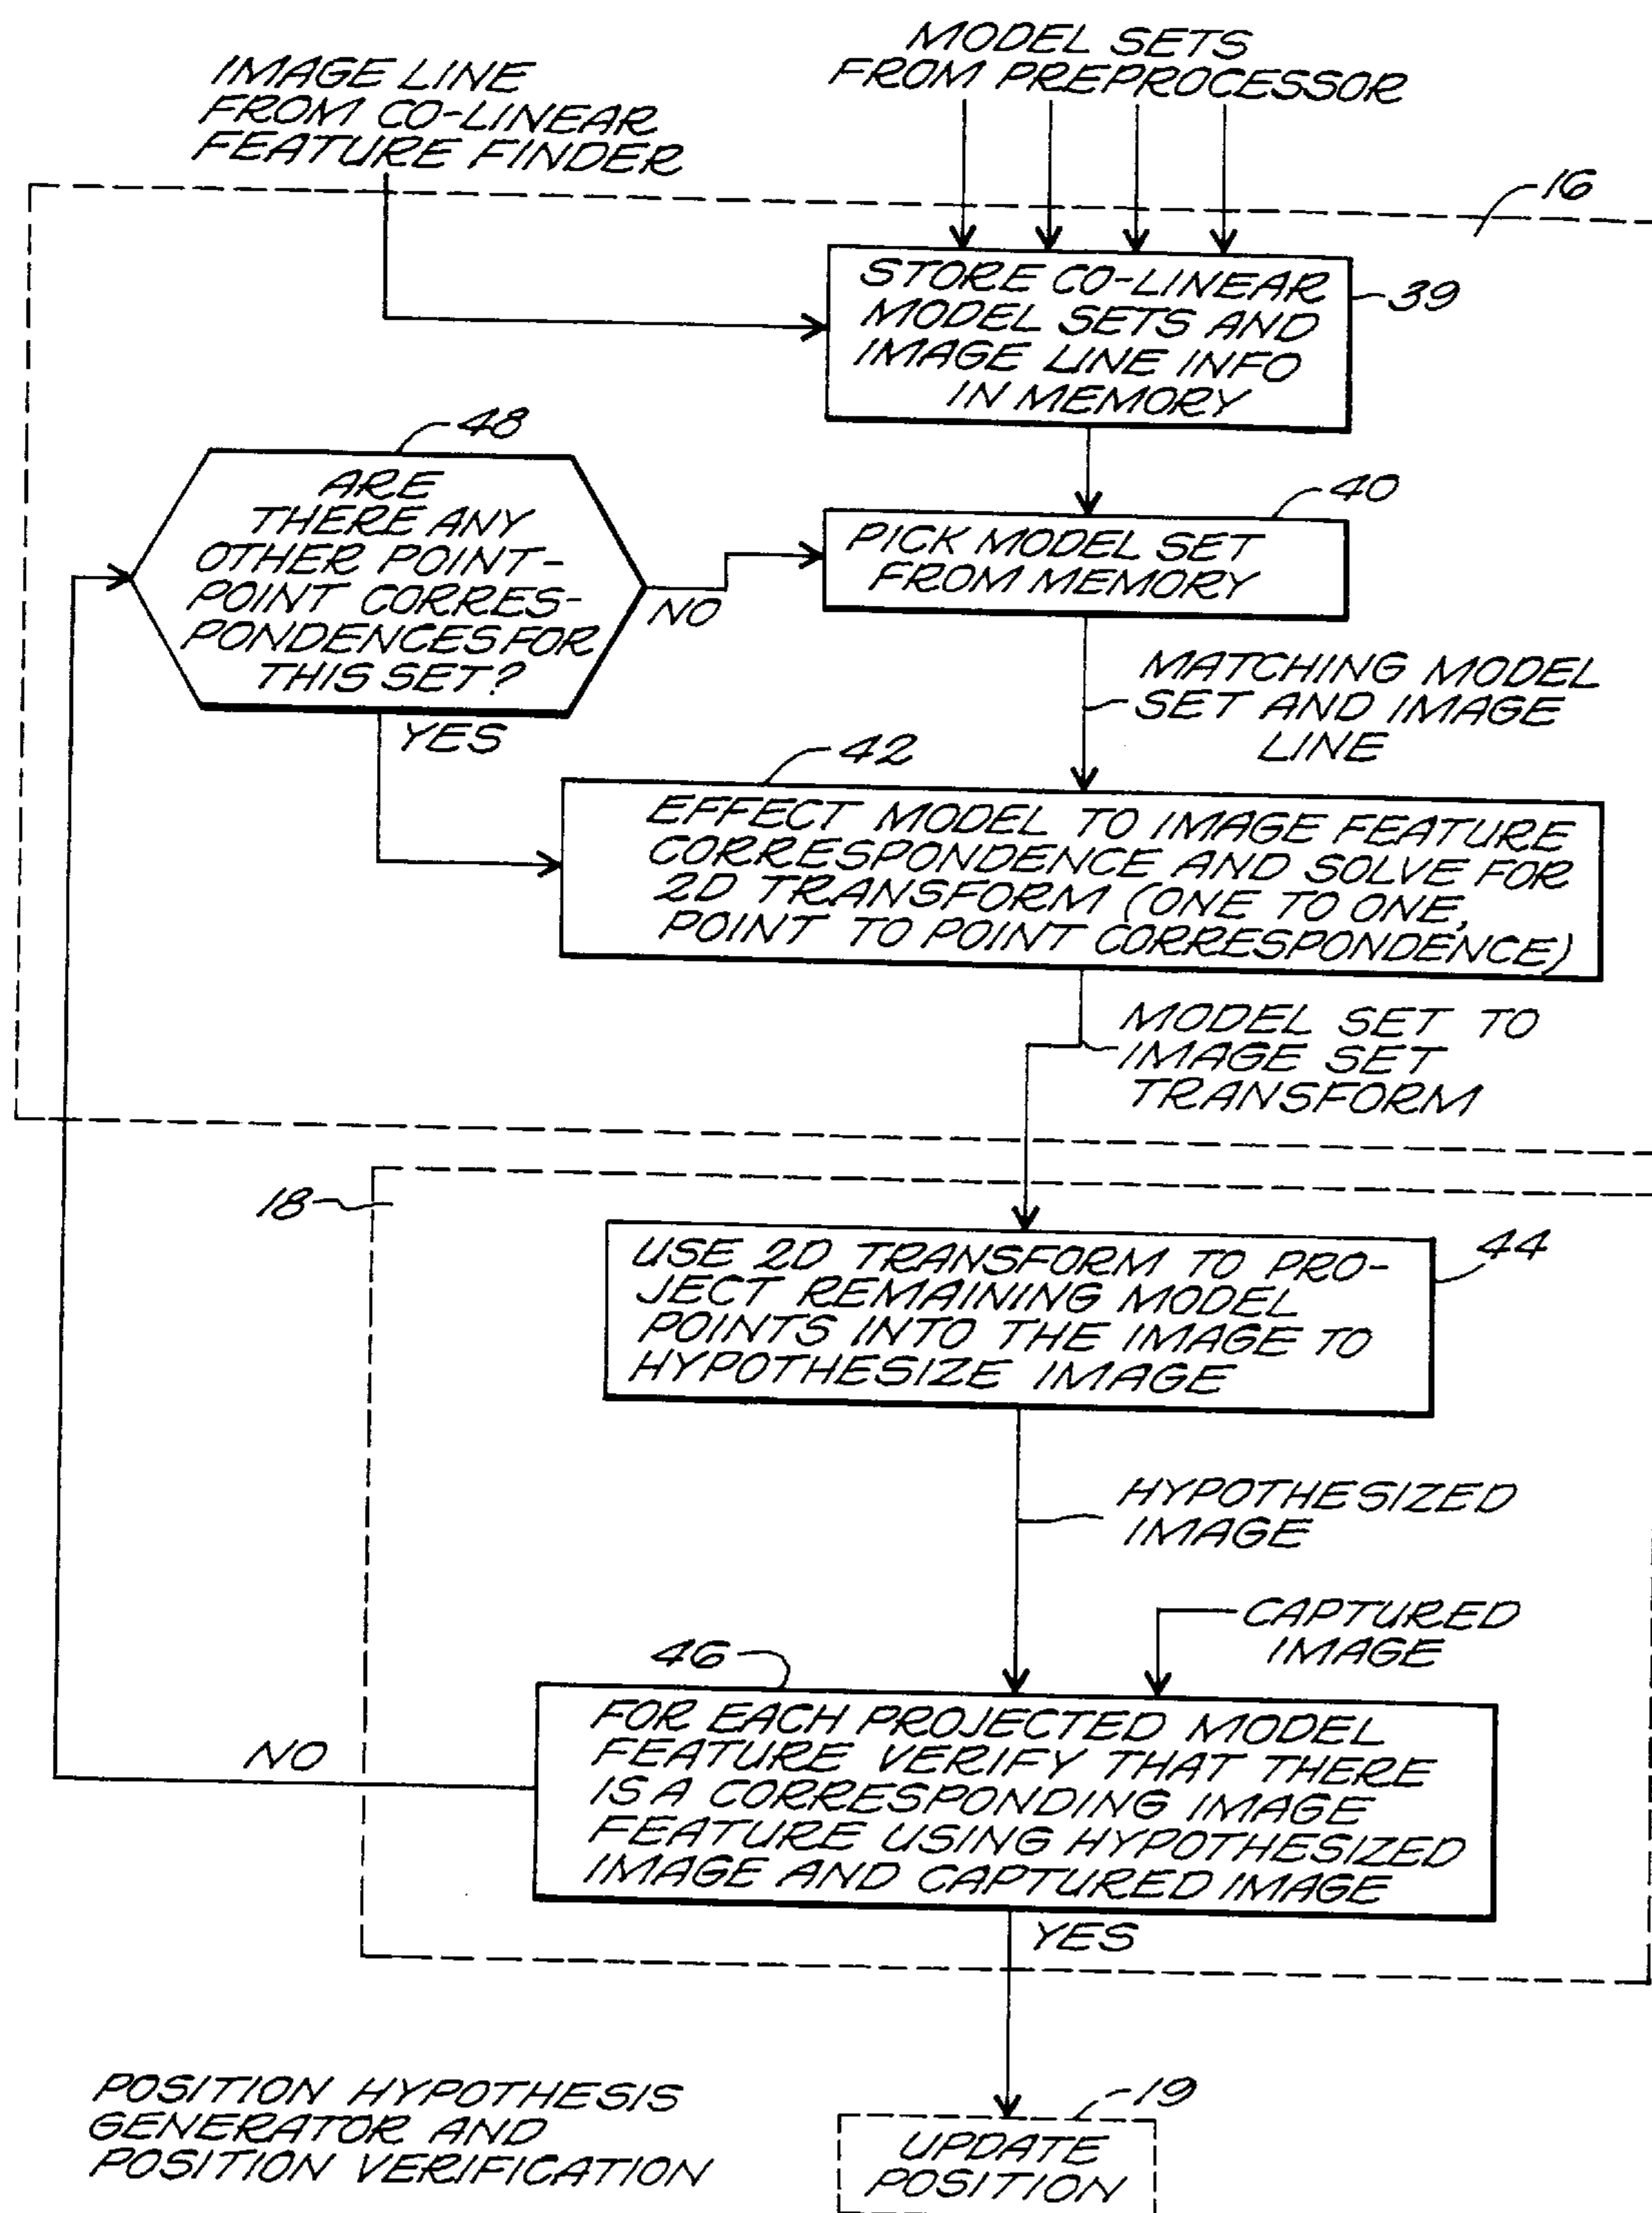 IMAGE LINE
FROM CO-LINEAR
FEATURE FINDER
MODEL SETS
FROM PREPROCESSOR
16
STORE CO-LINEAR
MODEL SETS AND
IMAGE LINE INFO
IN MEMORY
39
48
ARE
THERE ANY
OTHER POINT-
POINT CORRES-
PONDENCES FOR
THIS SET?
NO
YES
40
PICK MODEL SET
FROM MEMORY
MATCHING MODEL
SET AND IMAGE
LINE
42
EFFECT MODEL TO IMAGE FEATURE
CORRESPONDENCE AND SOLVE FOR
2D TRANSFORM (ONE TO ONE,
POINT TO POINT CORRESPONDENCE)
MODEL SET TO
IMAGE SET
TRANSFORM
18
44
USE 2D TRANSFORM TO PRO-
JECT REMAINING MODEL
POINTS INTO THE IMAGE TO
HYPOTHESIZE IMAGE
HYPOTHESIZED
IMAGE
CAPTURED
IMAGE
46
FOR EACH PROJECTED MODEL
FEATURE VERIFY THAT THERE
IS A CORRESPONDING IMAGE
FEATURE USING HYPOTHESIZED
IMAGE AND CAPTURED IMAGE
NO
YES
19
UPDATE
POSITION
POSITION HYPOTHESIS
GENERATOR AND
POSITION VERIFICATION